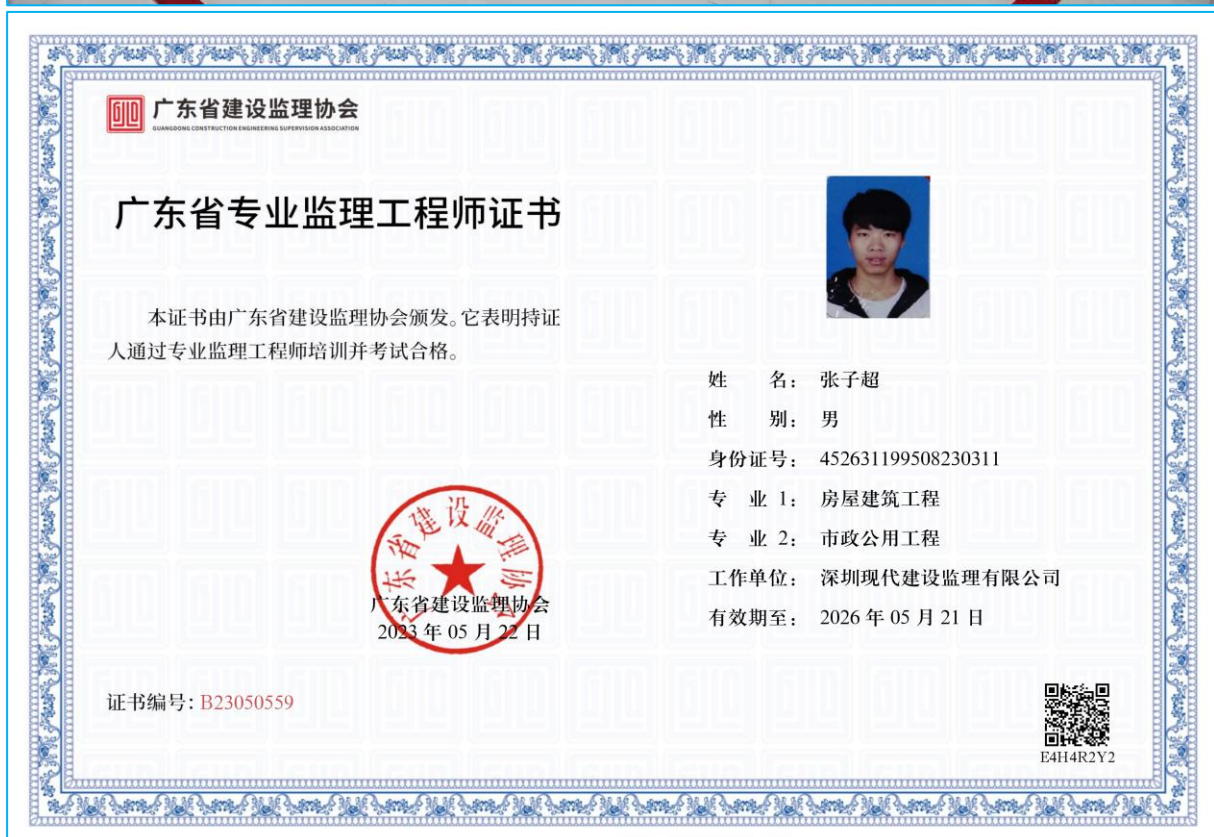 广东省建设监理协会
GUANGDONG CONSTRUCTION ENGINEERING SUPERVISION ASSOCIATION
广东省专业监理工程师证书
本证书由广东省建设监理协会颁发。它表明持证
人通过专业监理工程师培训并考试合格。
姓 名： 张子超
性 别： 男
身份证号： 452631199508230311
专 业 1： 房屋建筑工程
专 业 2： 市政公用工程
工作单位： 深圳现代建设监理有限公司
有效期至： 2026 年 05 月 21 日
广东省建设监理协会
广东省建设监理协会
2023 年 05 月 22 日
证书编号：B23050559
E4H4R2Y2